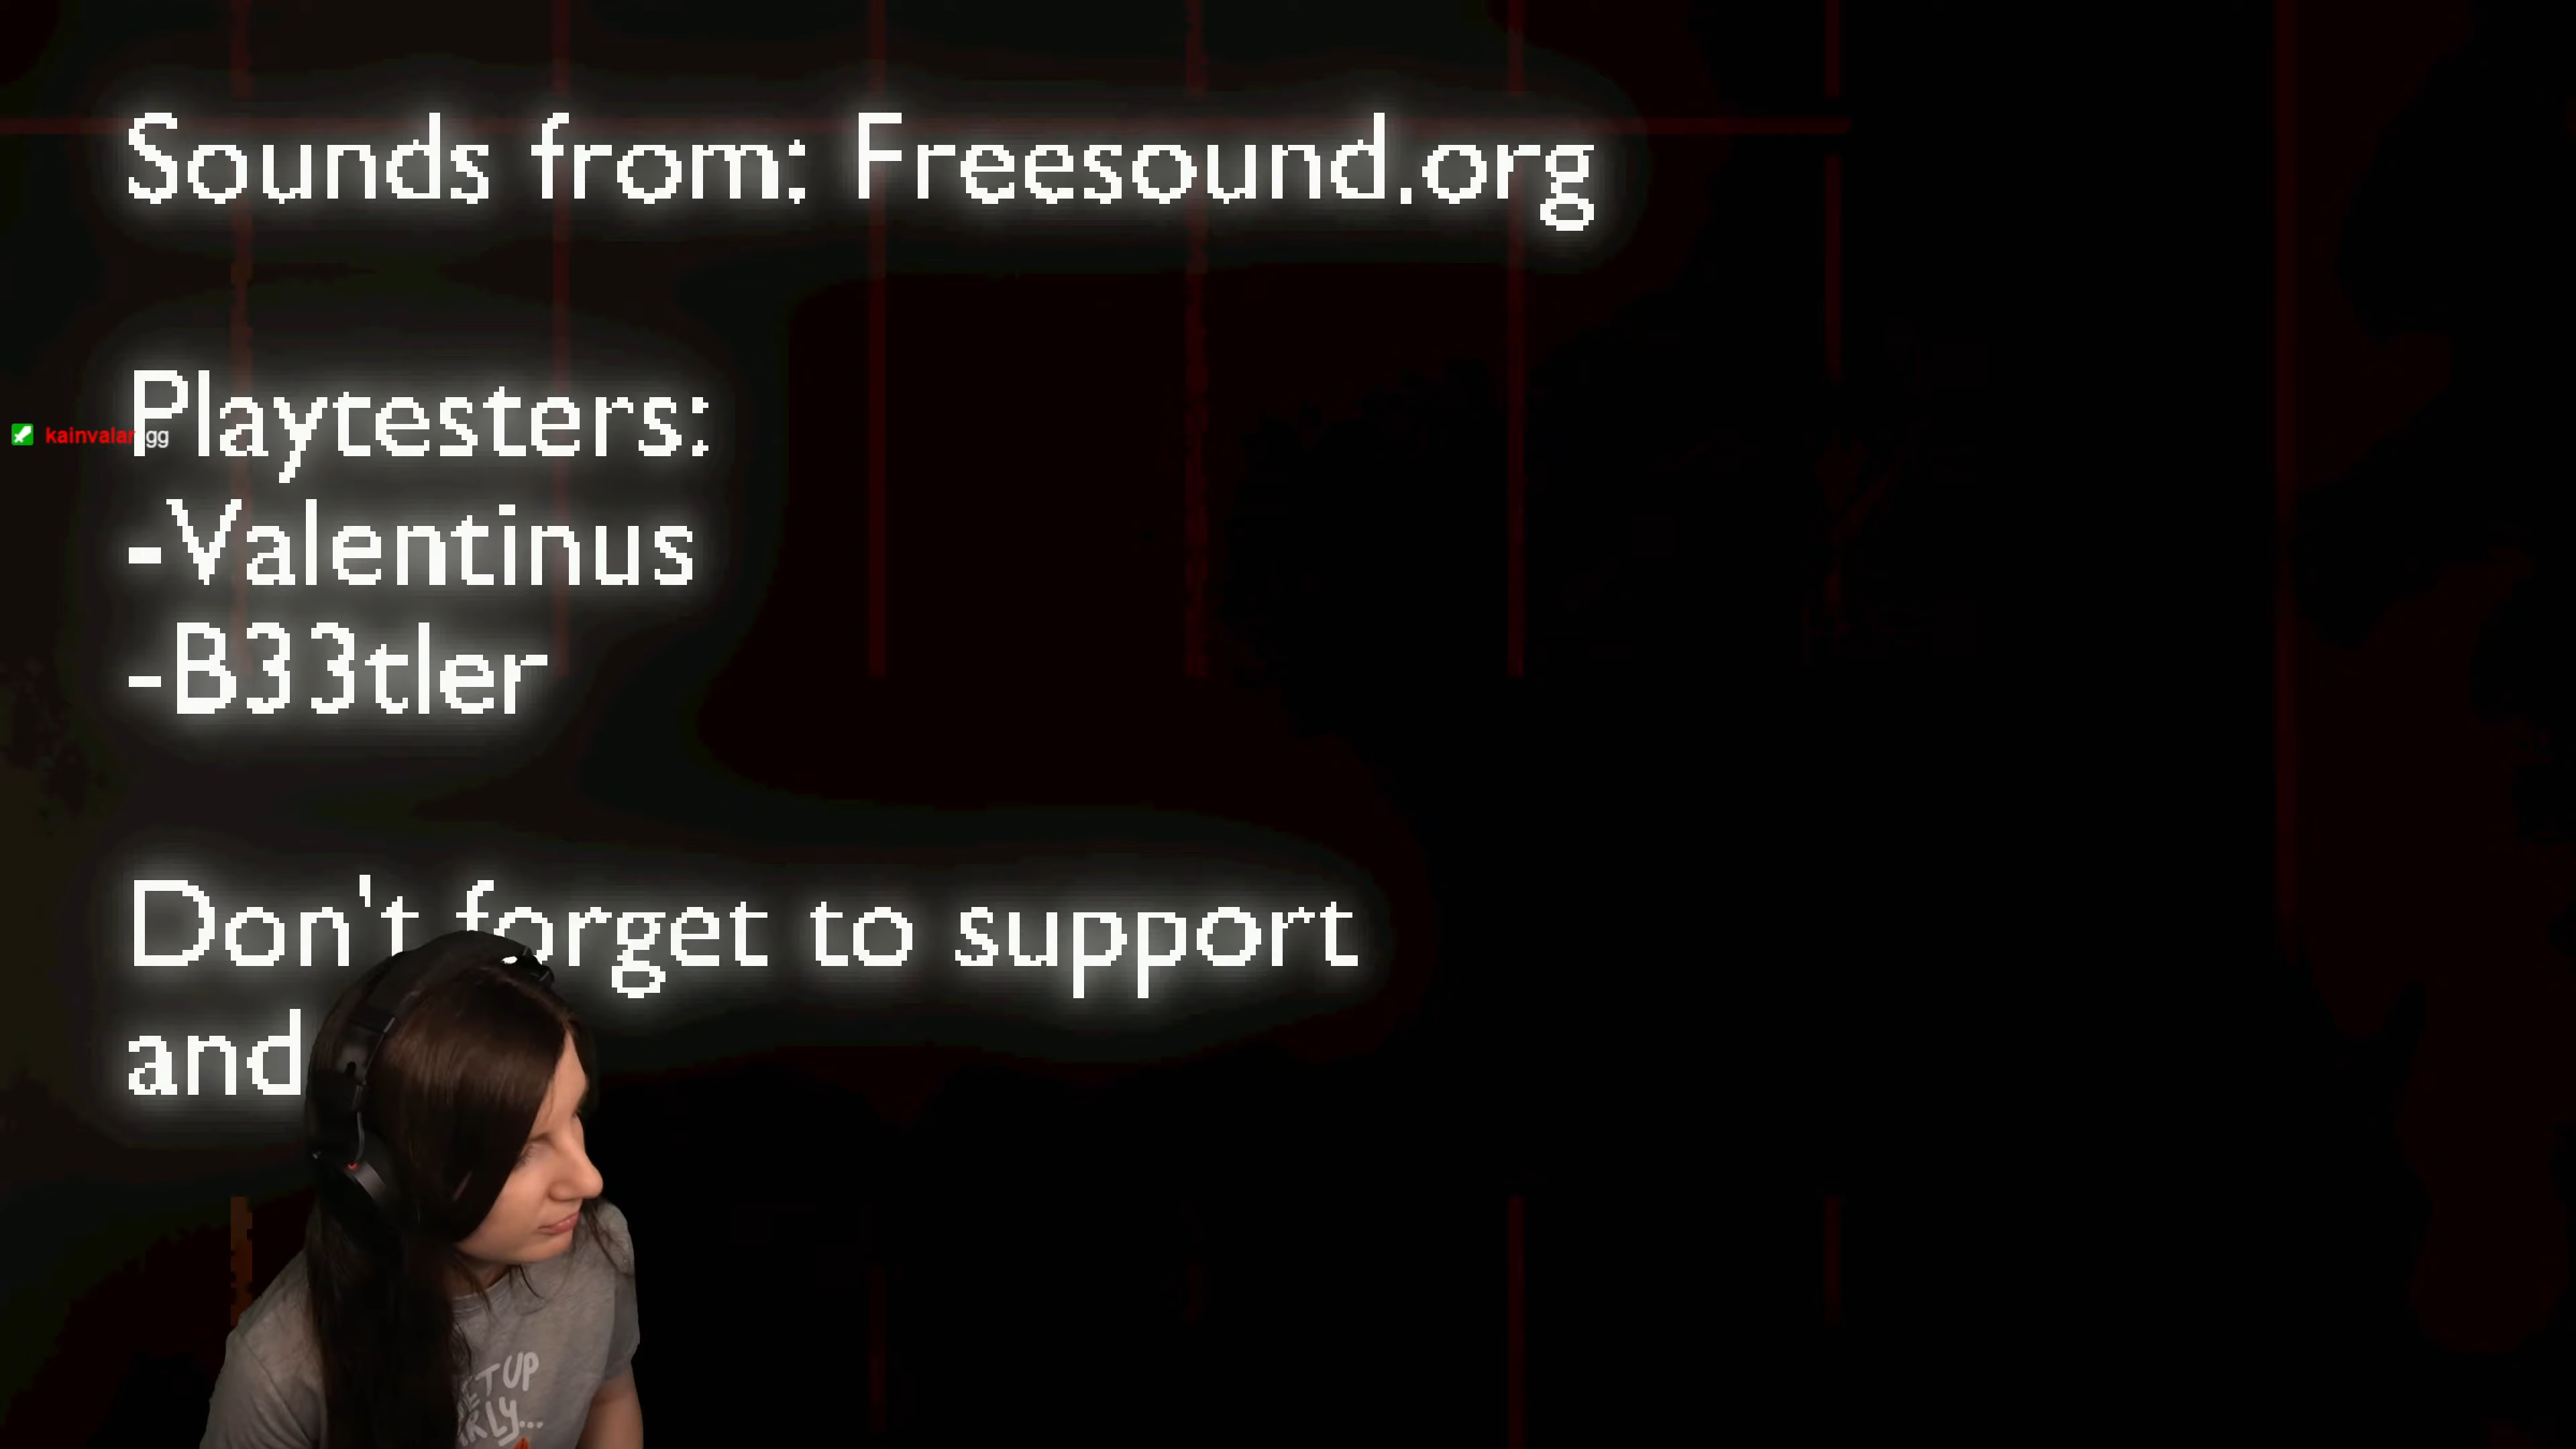 Sounds from: Freesound.org
Playtesters:
kainvalar gg
-Valentinus
-B33tler
Don't forget to support
and